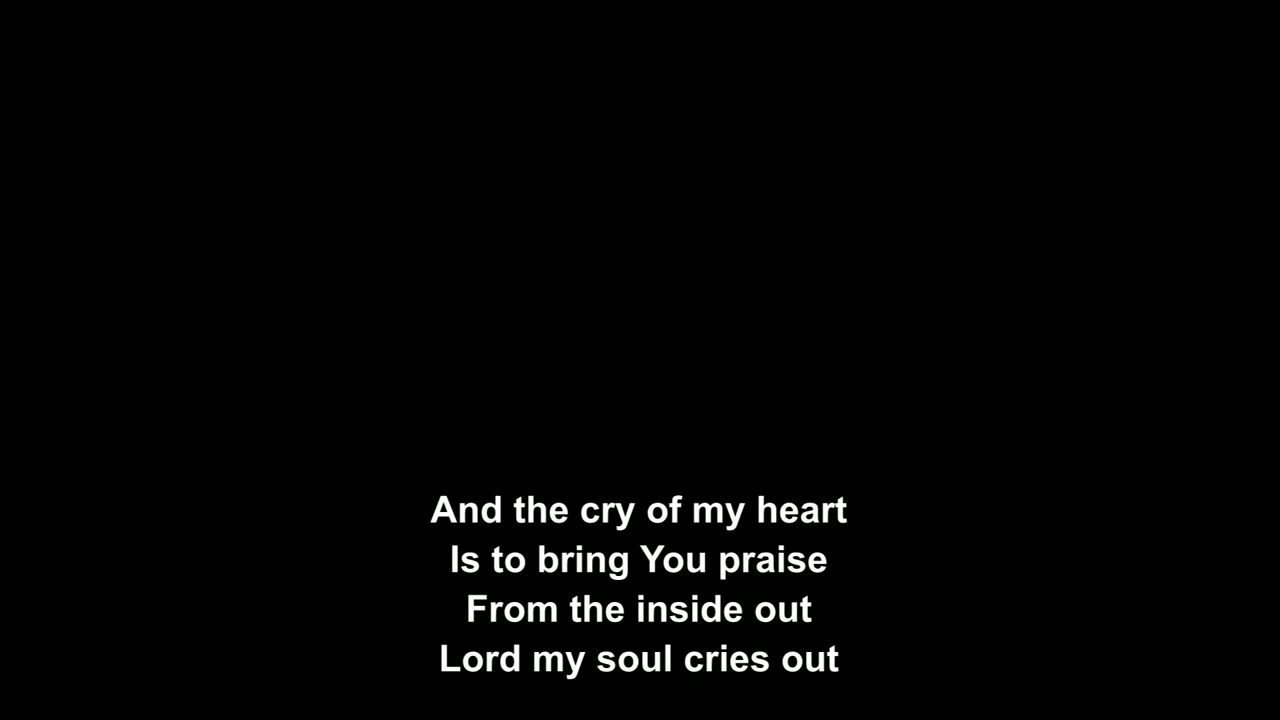 And the cry of my heart
Is to bring You praise
From the inside out
Lord my soul cries out